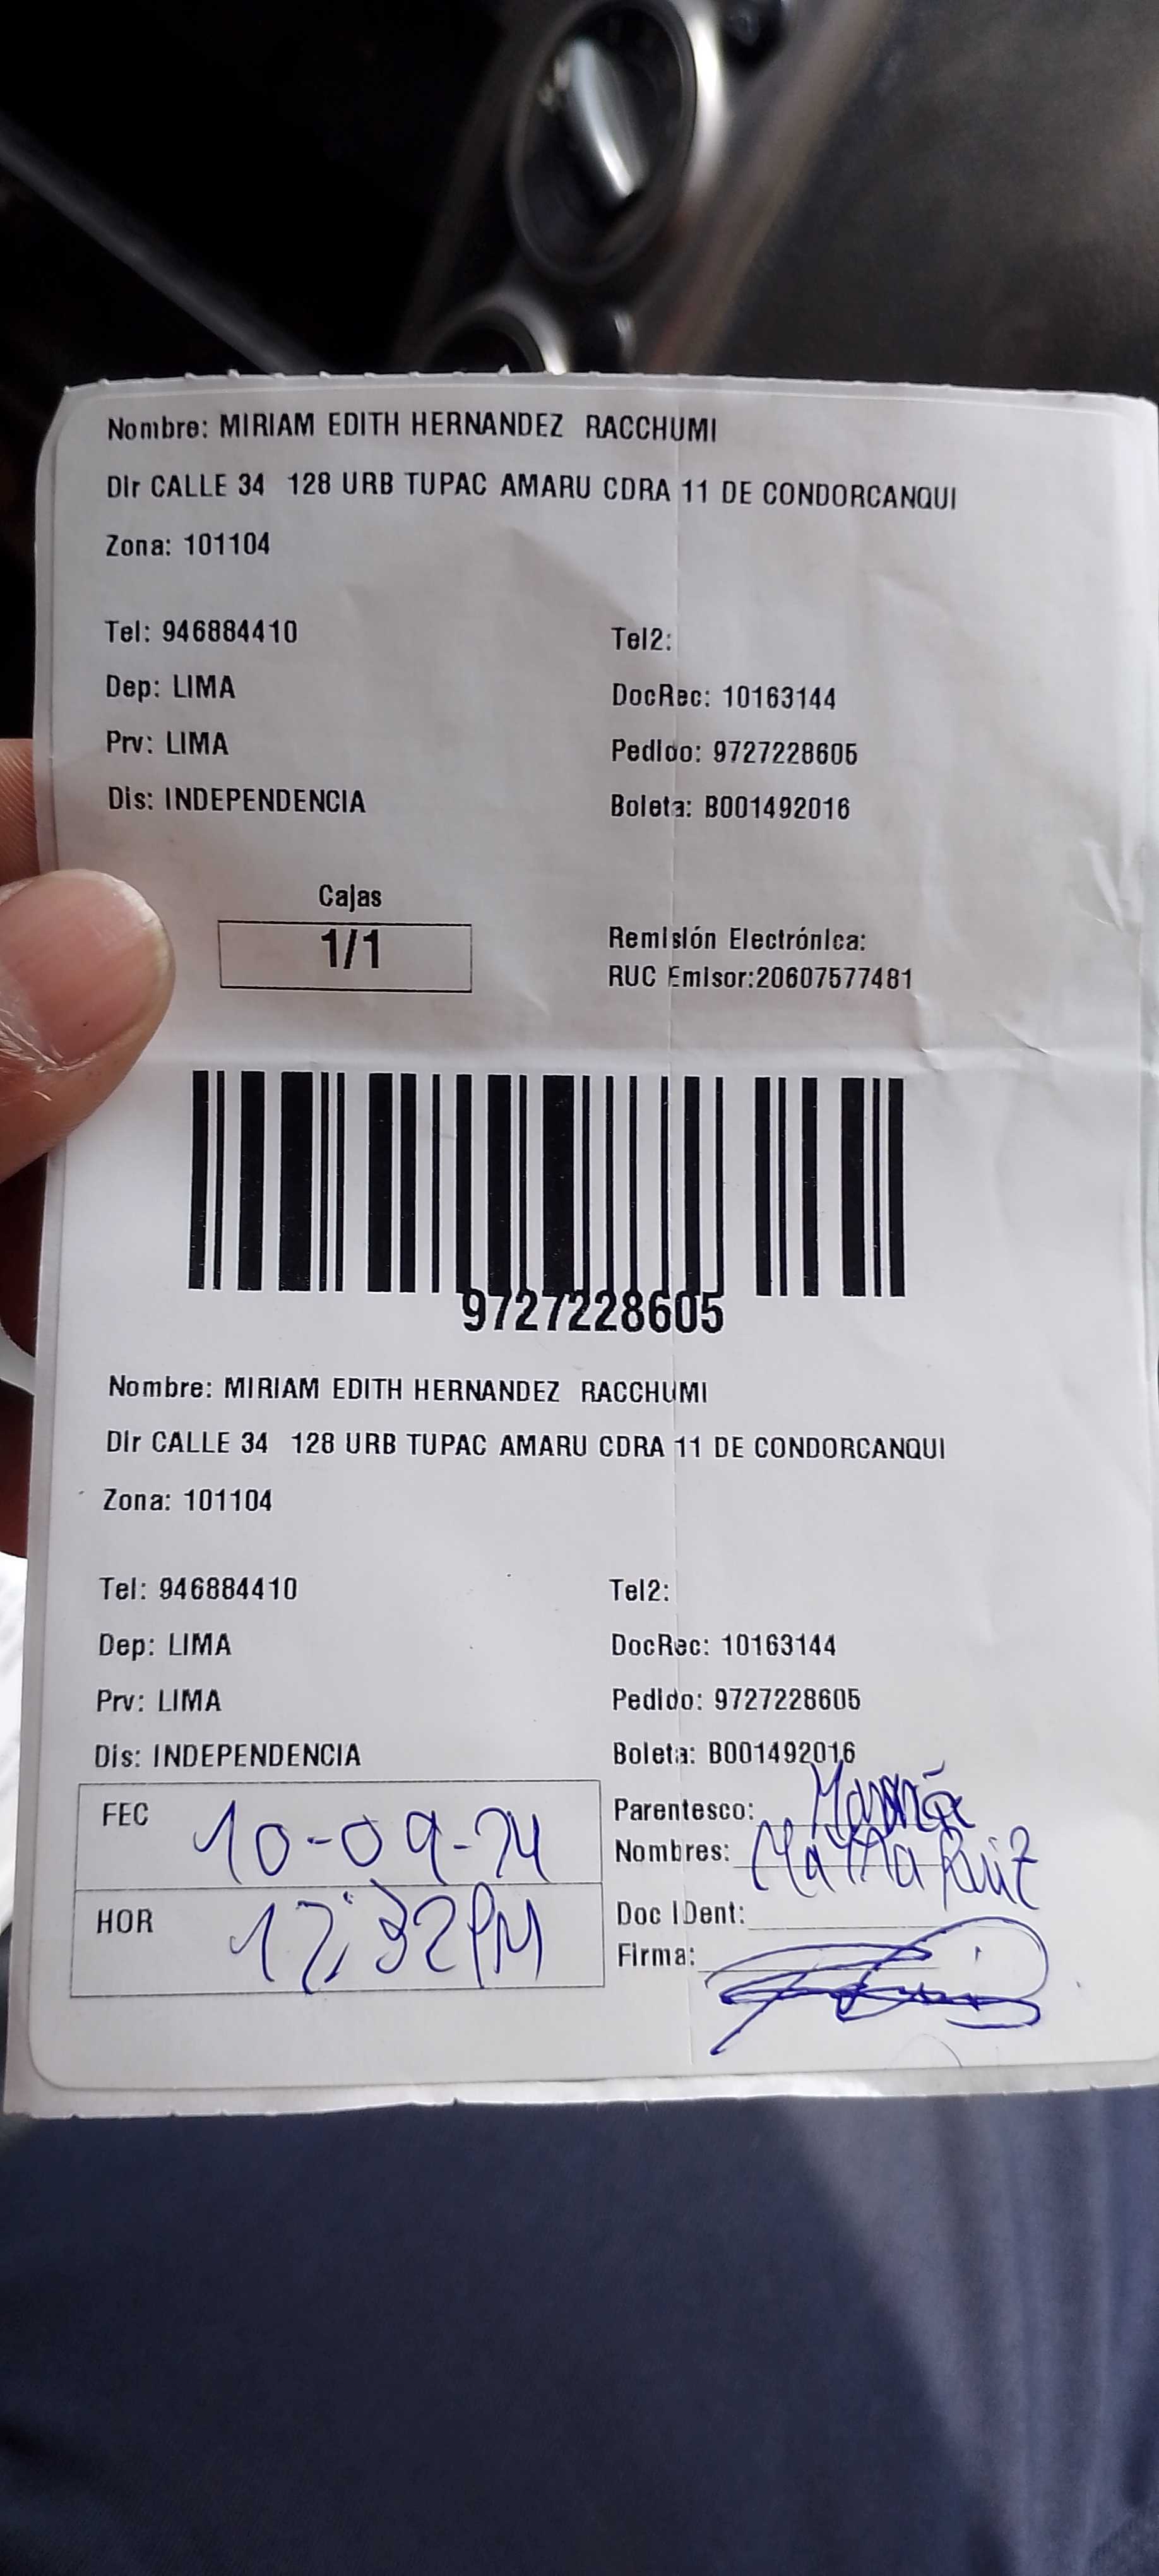 Nombre: MIRIAM EDITH HERNANDEZ RACCHUMI
Dir CALLE 34 128 URB TUPAC AMARU CDRA 11 DE CONDORCANQUI
Zona: 101104
Tel: 946884410 Tel2:
Dep: LIMA DocRec: 10163144
Prv: LIMA Pedido: 9727228605
Dis: INDEPENDENCIA Boleta: B001492016
Cajas
1/1
Remisión Electrónica:
RUC Emisor:20607577481
9727228605
Nombre: MIRIAM EDITH HERNANDEZ RACCHUMI
Dir CALLE 34 128 URB TUPAC AMARU CDRA 11 DE CONDORCANQUI
Zona: 101104
Tel: 946884410 Tel2:
Dep: LIMA DocRec: 10163144
Prv: LIMA Pedido: 9727228605
Dis: INDEPENDENCIA Boleta: B001492016
FEC 10-09-24 Parentesco:
Nombres: Ruiz
HOR 12:32PM Doc IDent:
Firma: